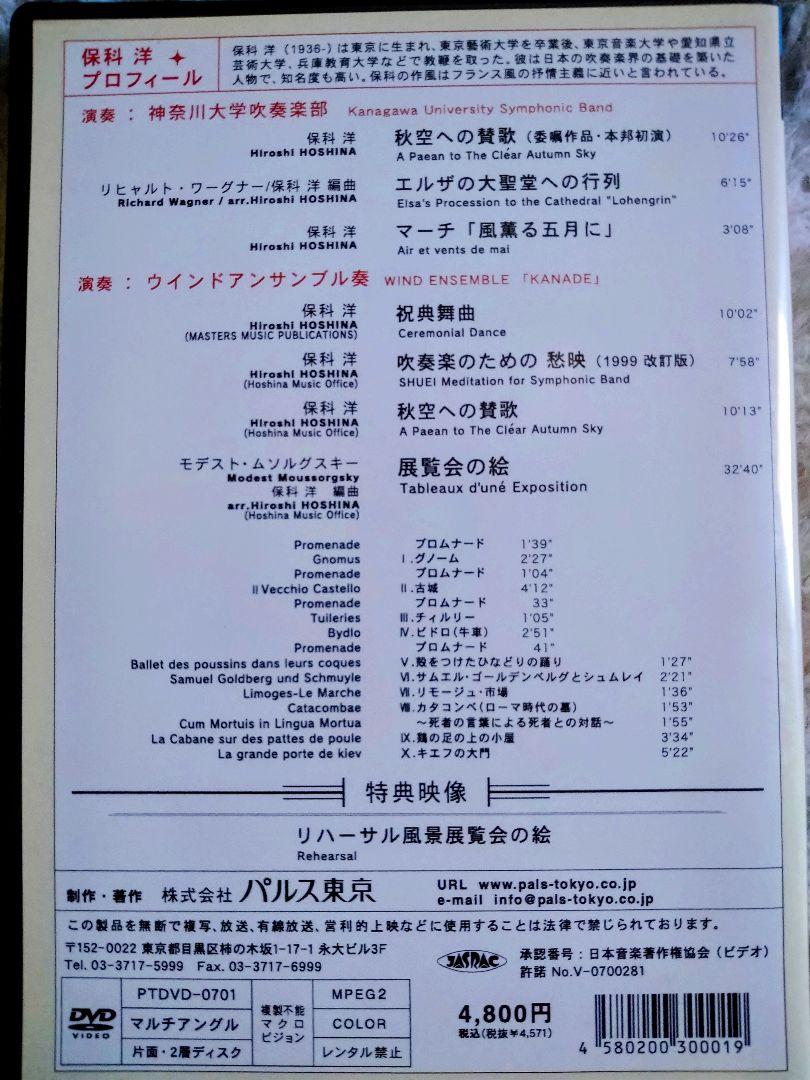 保科 洋
プロフィール
保科 洋 (1936-) は東京に生まれ、東京藝術大学を卒業後、東京音楽大学や愛知県立
芸術大学、兵庫教育大学などで教鞭を取った。彼は日本の吹奏楽界の基礎を築いた
人物で、知名度も高い。保科の作風はフランス風の抒情主義に近いと言われている。
演奏 : 神奈川大学吹奏楽部 Kanagawa University Symphonic Band
保科 洋 秋空への賛歌 (委嘱作品・本邦初演) 10'26"
Hiroshi HOSHINA A Paean to The Cléar Autumn Sky
リヒャルト・ワーグナー/保科 洋 編曲 エルザの大聖堂への行列 6'15"
Richard Wagner / arr.Hiroshi HOSHINA Elsa's Procession to the Cathedral "Lohengrin"
保科 洋 マーチ「風薫る五月に」 3'08"
Hiroshi HOSHINA Air et vents de mai
演奏 : ウインドアンサンブル奏 WIND ENSEMBLE 「KANADE」
保科 洋 祝典舞曲 10'02"
Hiroshi HOSHINA Ceremonial Dance
(MASTERS MUSIC PUBLICATIONS)
保科 洋 吹奏楽のための 愁映 (1999 改訂版) 7'58"
Hiroshi HOSHINA SHUEI Meditation for Symphonic Band
(Hoshina Music Office)
保科 洋 秋空への賛歌 10'13"
Hiroshi HOSHINA A Paean to The Cléar Autumn Sky
(Hoshina Music Office)
モデスト・ムソルグスキー 展覧会の絵 32'40"
Modest Moussorgsky Tableaux d'uné Exposition
保科 洋 編曲
arr.Hiroshi HOSHINA
(Hoshina Music Office)
Promenade プロムナード 1'39"
Gnomus Ⅰ.グノーム 2'27"
Promenade プロムナード 1'04"
Il Vecchio Castello Ⅱ.古城 4'12"
Promenade プロムナード 33"
Tuileries Ⅲ.チィルリー 1'05"
Bydlo Ⅳ.ビドロ(牛車) 2'51"
Promenade プロムナード 41"
Ballet des poussins dans leurs coques Ⅴ.殻をつけたひなどりの踊り 1'27"
Samuel Goldberg und Schmuyle Ⅵ.サムエル・ゴールデンベルグとシュムレイ 2'21"
Limoges-Le Marche Ⅶ.リモージュ・市場 1'36"
Catacombae Ⅷ.カタコンベ(ローマ時代の墓) 1'53"
Cum Mortuis in Lingua Mortua ～死者の言葉による死者との対話～ 1'55"
La Cabane sur des pattes de poule Ⅸ.鶏の足の上の小屋 3'34"
La grande porte de kiev Ⅹ.キエフの大門 5'22"
特典映像
リハーサル風景展覧会の絵
Rehearsal
制作・著作 株式会社 パルス東京
URL www.pals-tokyo.co.jp
e-mail info@pals-tokyo.co.jp
この製品を無断で複写、放送、有線放送、営利的上映などに使用することは法律で禁じられております。
〒152-0022 東京都目黒区柿の木坂1-17-1 永大ビル3F
Tel. 03-3717-5999 Fax. 03-3717-6999
JASRAC
承認番号 : 日本音楽著作権協会 (ビデオ)
許諾 No.V-0700281
DVD VIDEO
PTDVD-0701
マルチアングル
片面・2層ディスク
複製不能
マクロ
ビジョン
MPEG2
COLOR
レンタル禁止
4,800円
税込(税抜￥4,571)
4 580200 300019